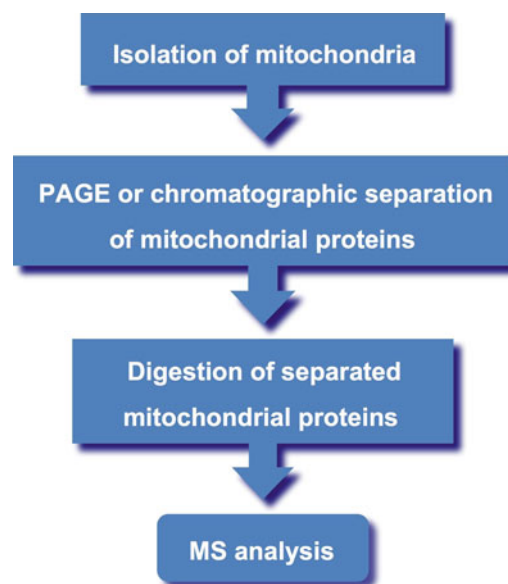 Isolation of mitochondria
PAGE or chromatographic separation
of mitochondrial proteins
Digestion of separated
mitochondrial proteins
MS analysis